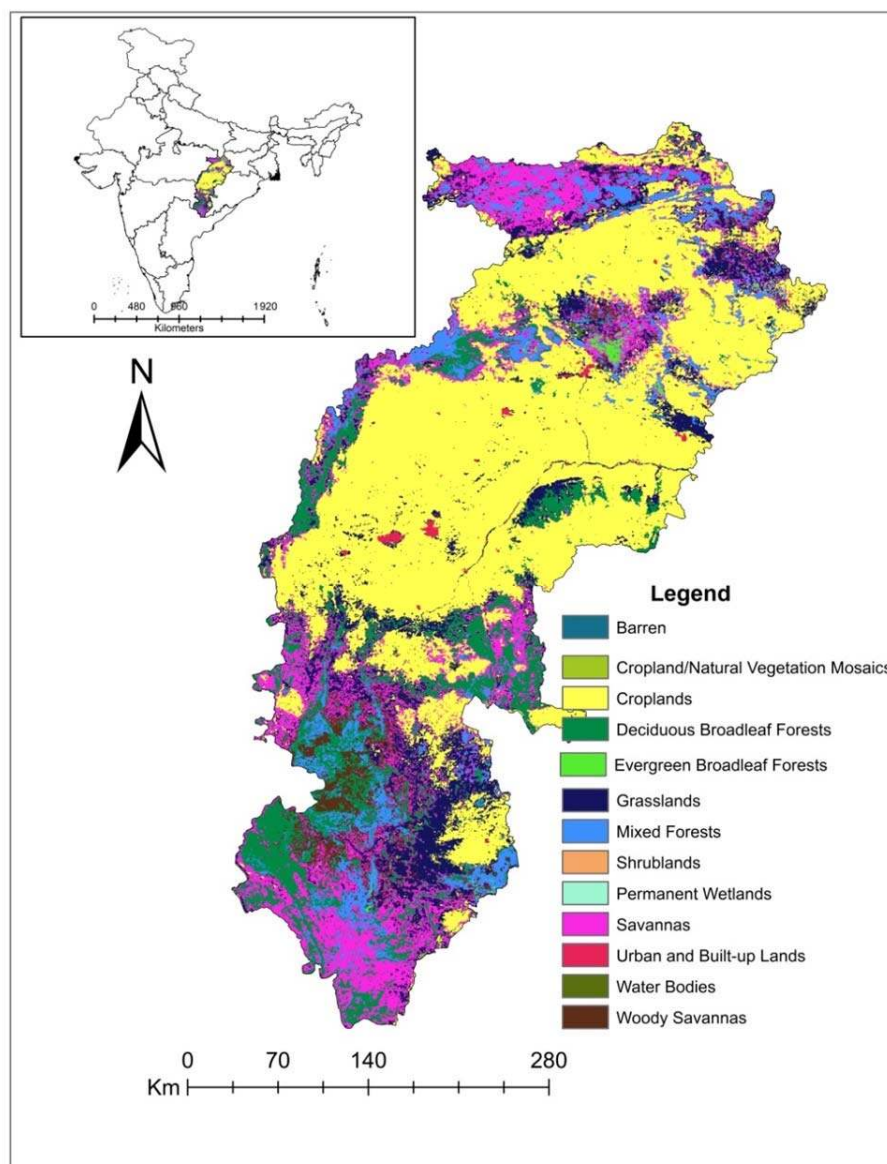 0 480 960 1920
Kilometers
N
Legend
Barren
Cropland/Natural Vegetation Mosaics
Croplands
Deciduous Broadleaf Forests
Evergreen Broadleaf Forests
Grasslands
Mixed Forests
Shrublands
Permanent Wetlands
Savannas
Urban and Built-up Lands
Water Bodies
Woody Savannas
0 70 140 280
Km